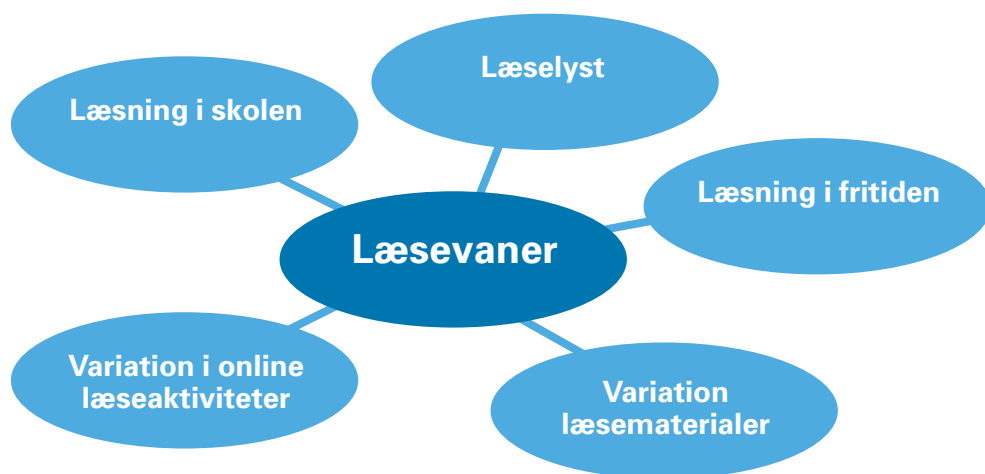 Læselyst
Læsning i skolen
Læsning i fritiden
Læsevaner
Variation i online
læseaktiviteter
Variation
læsematerialer